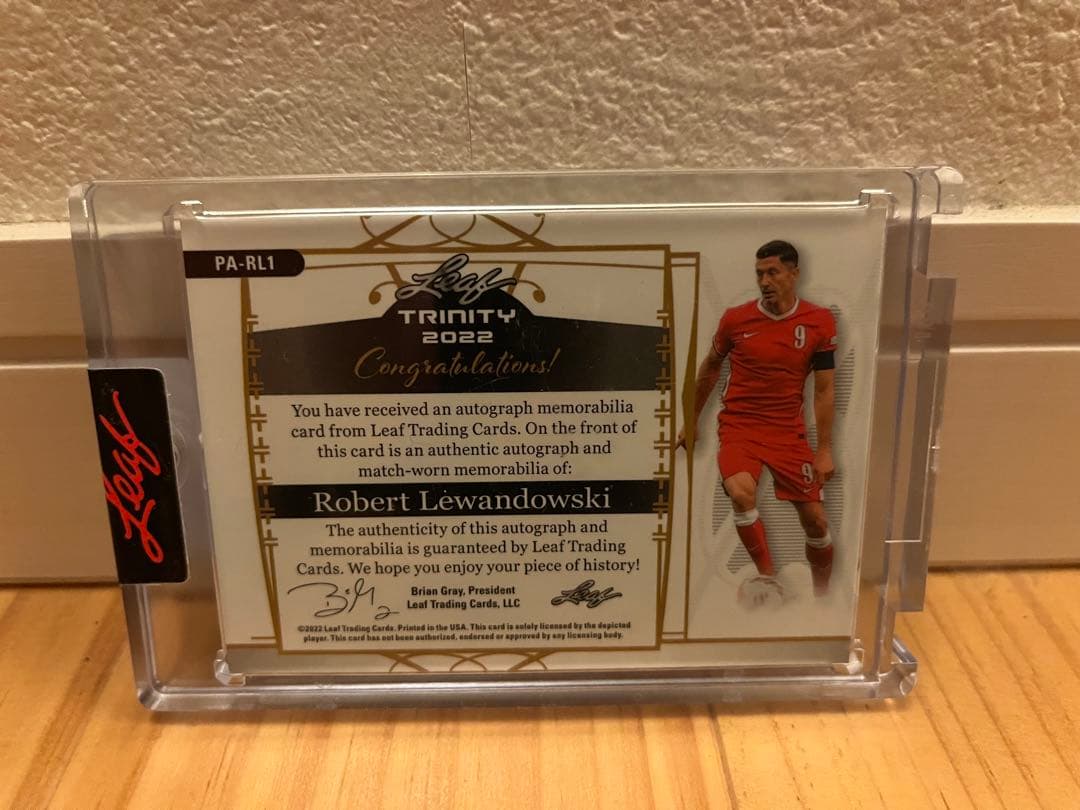 PA-RL1
Leaf
TRINITY
2022
Congratulations!
You have received an autograph memorabilia
card from Leaf Trading Cards. On the front of
this card is an authentic autograph and
match-worn memorabilia of:
Robert Lewandowski
The authenticity of this autograph and
memorabilia is guaranteed by Leaf Trading
Cards. We hope you enjoy your piece of history!
Brian Gray, President
Leaf Trading Cards, LLC
Leaf
©2022 Leaf Trading Cards. Printed in the USA. This card is solely licensed by the depicted
player. This card has not been authorized, endorsed or approved by any licensing body.
9
9
Leaf